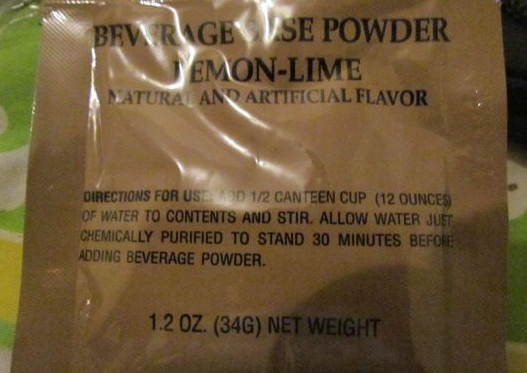 BEVERAGE BASE POWDER
LEMON-LIME
NATURAL AND ARTIFICIAL FLAVOR
DIRECTIONS FOR USE: ADD 1/2 CANTEEN CUP (12 OUNCES)
OF WATER TO CONTENTS AND STIR. ALLOW WATER JUST
CHEMICALLY PURIFIED TO STAND 30 MINUTES BEFORE
ADDING BEVERAGE POWDER.
1.2 OZ. (34G) NET WEIGHT